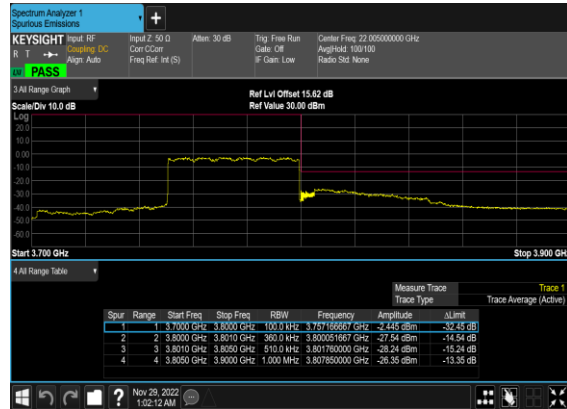 Spectrum Analyzer 1
Spurious Emissions
KEYSIGHT Input: RF Input Z: 50 Ω Atten: 30 dB Trig: Free Run Center Freq: 22.005000000 GHz
R T Coupling: DC Corr CCorr Gate: Off Avg|Hold: 100/100
Align: Auto Freq Ref: Int (S) IF Gain: Low Radio Std: None
PASS
3 All Range Graph Ref Lvl Offset 15.62 dB
Scale/Div 10.0 dB Ref Value 30.00 dBm
Log
20.0
10.0
0.00
-10.0
-20.0
-30.0
-40.0
-50.0
-60.0
Start 3.700 GHz Stop 3.900 GH
4 All Range Table
Measure Trace Trace 1
Trace Type Trace Average (Active)
Spur Range Start Freq Stop Freq RBW Frequency Amplitude ΔLimit
1 1 3.7000 GHz 3.8000 GHz 100.0 kHz 3.757166667 GHz -2.445 dBm -32.45 dB
2 2 3.8000 GHz 3.8010 GHz 360.0 kHz 3.800051667 GHz -27.54 dBm -14.54 dB
3 3 3.8010 GHz 3.8050 GHz 510.0 kHz 3.801760000 GHz -28.24 dBm -15.24 dB
4 4 3.8050 GHz 3.9000 GHz 1.000 MHz 3.807850000 GHz -26.35 dBm -13.35 dB
? Nov 29, 2022
1:02:12 AM